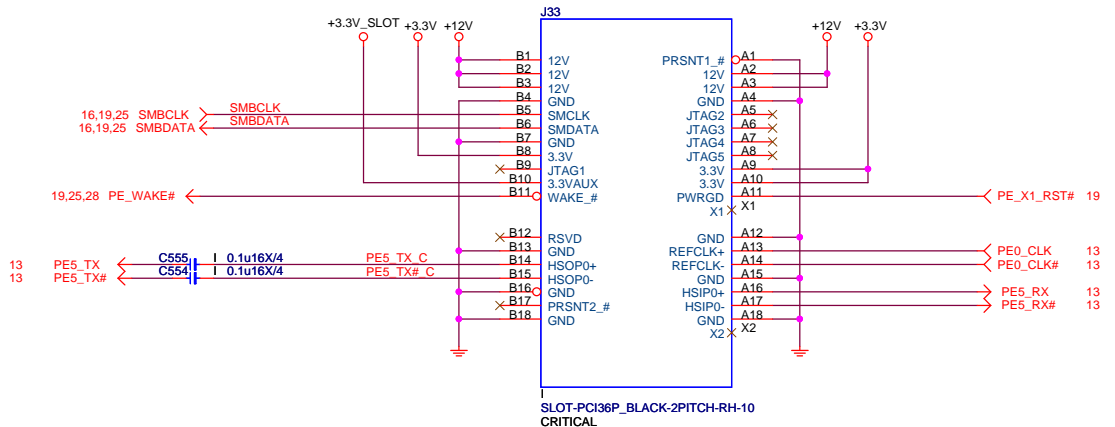 J33
+3.3V_SLOT +3.3V +12V
+12V +3.3V
B1 12V PRSNT1_# A1
B2 12V 12V A2
B3 12V 12V A3
B4 GND GND A4
16,19,25 SMBCLK SMBCLK B5 SMCLK JTAG2 A5
16,19,25 SMBDATA SMBDATA B6 SMDATA JTAG3 A6
B7 GND JTAG4 A7
B8 3.3V JTAG5 A8
B9 JTAG1 3.3V A9
B10 3.3VAUX 3.3V A10
19,25,28 PE_WAKE# B11 WAKE_# PWRGD A11 PE_X1_RST# 19
X1 X1
B12 RSVD GND A12
B13 GND REFCLK+ A13 PE0_CLK 13
13 PE5_TX C555 I 0.1u16X/4 PE5_TX_C B14 HSOP0+ REFCLK- A14 PE0_CLK# 13
13 PE5_TX# C554 I 0.1u16X/4 PE5_TX#_C B15 HSOP0- GND A15
B16 GND HSIP0+ A16 PE5_RX 13
B17 PRSNT2_# HSIP0- A17 PE5_RX# 13
B18 GND GND A18
X2 X2
I
SLOT-PCI36P_BLACK-2PITCH-RH-10
CRITICAL